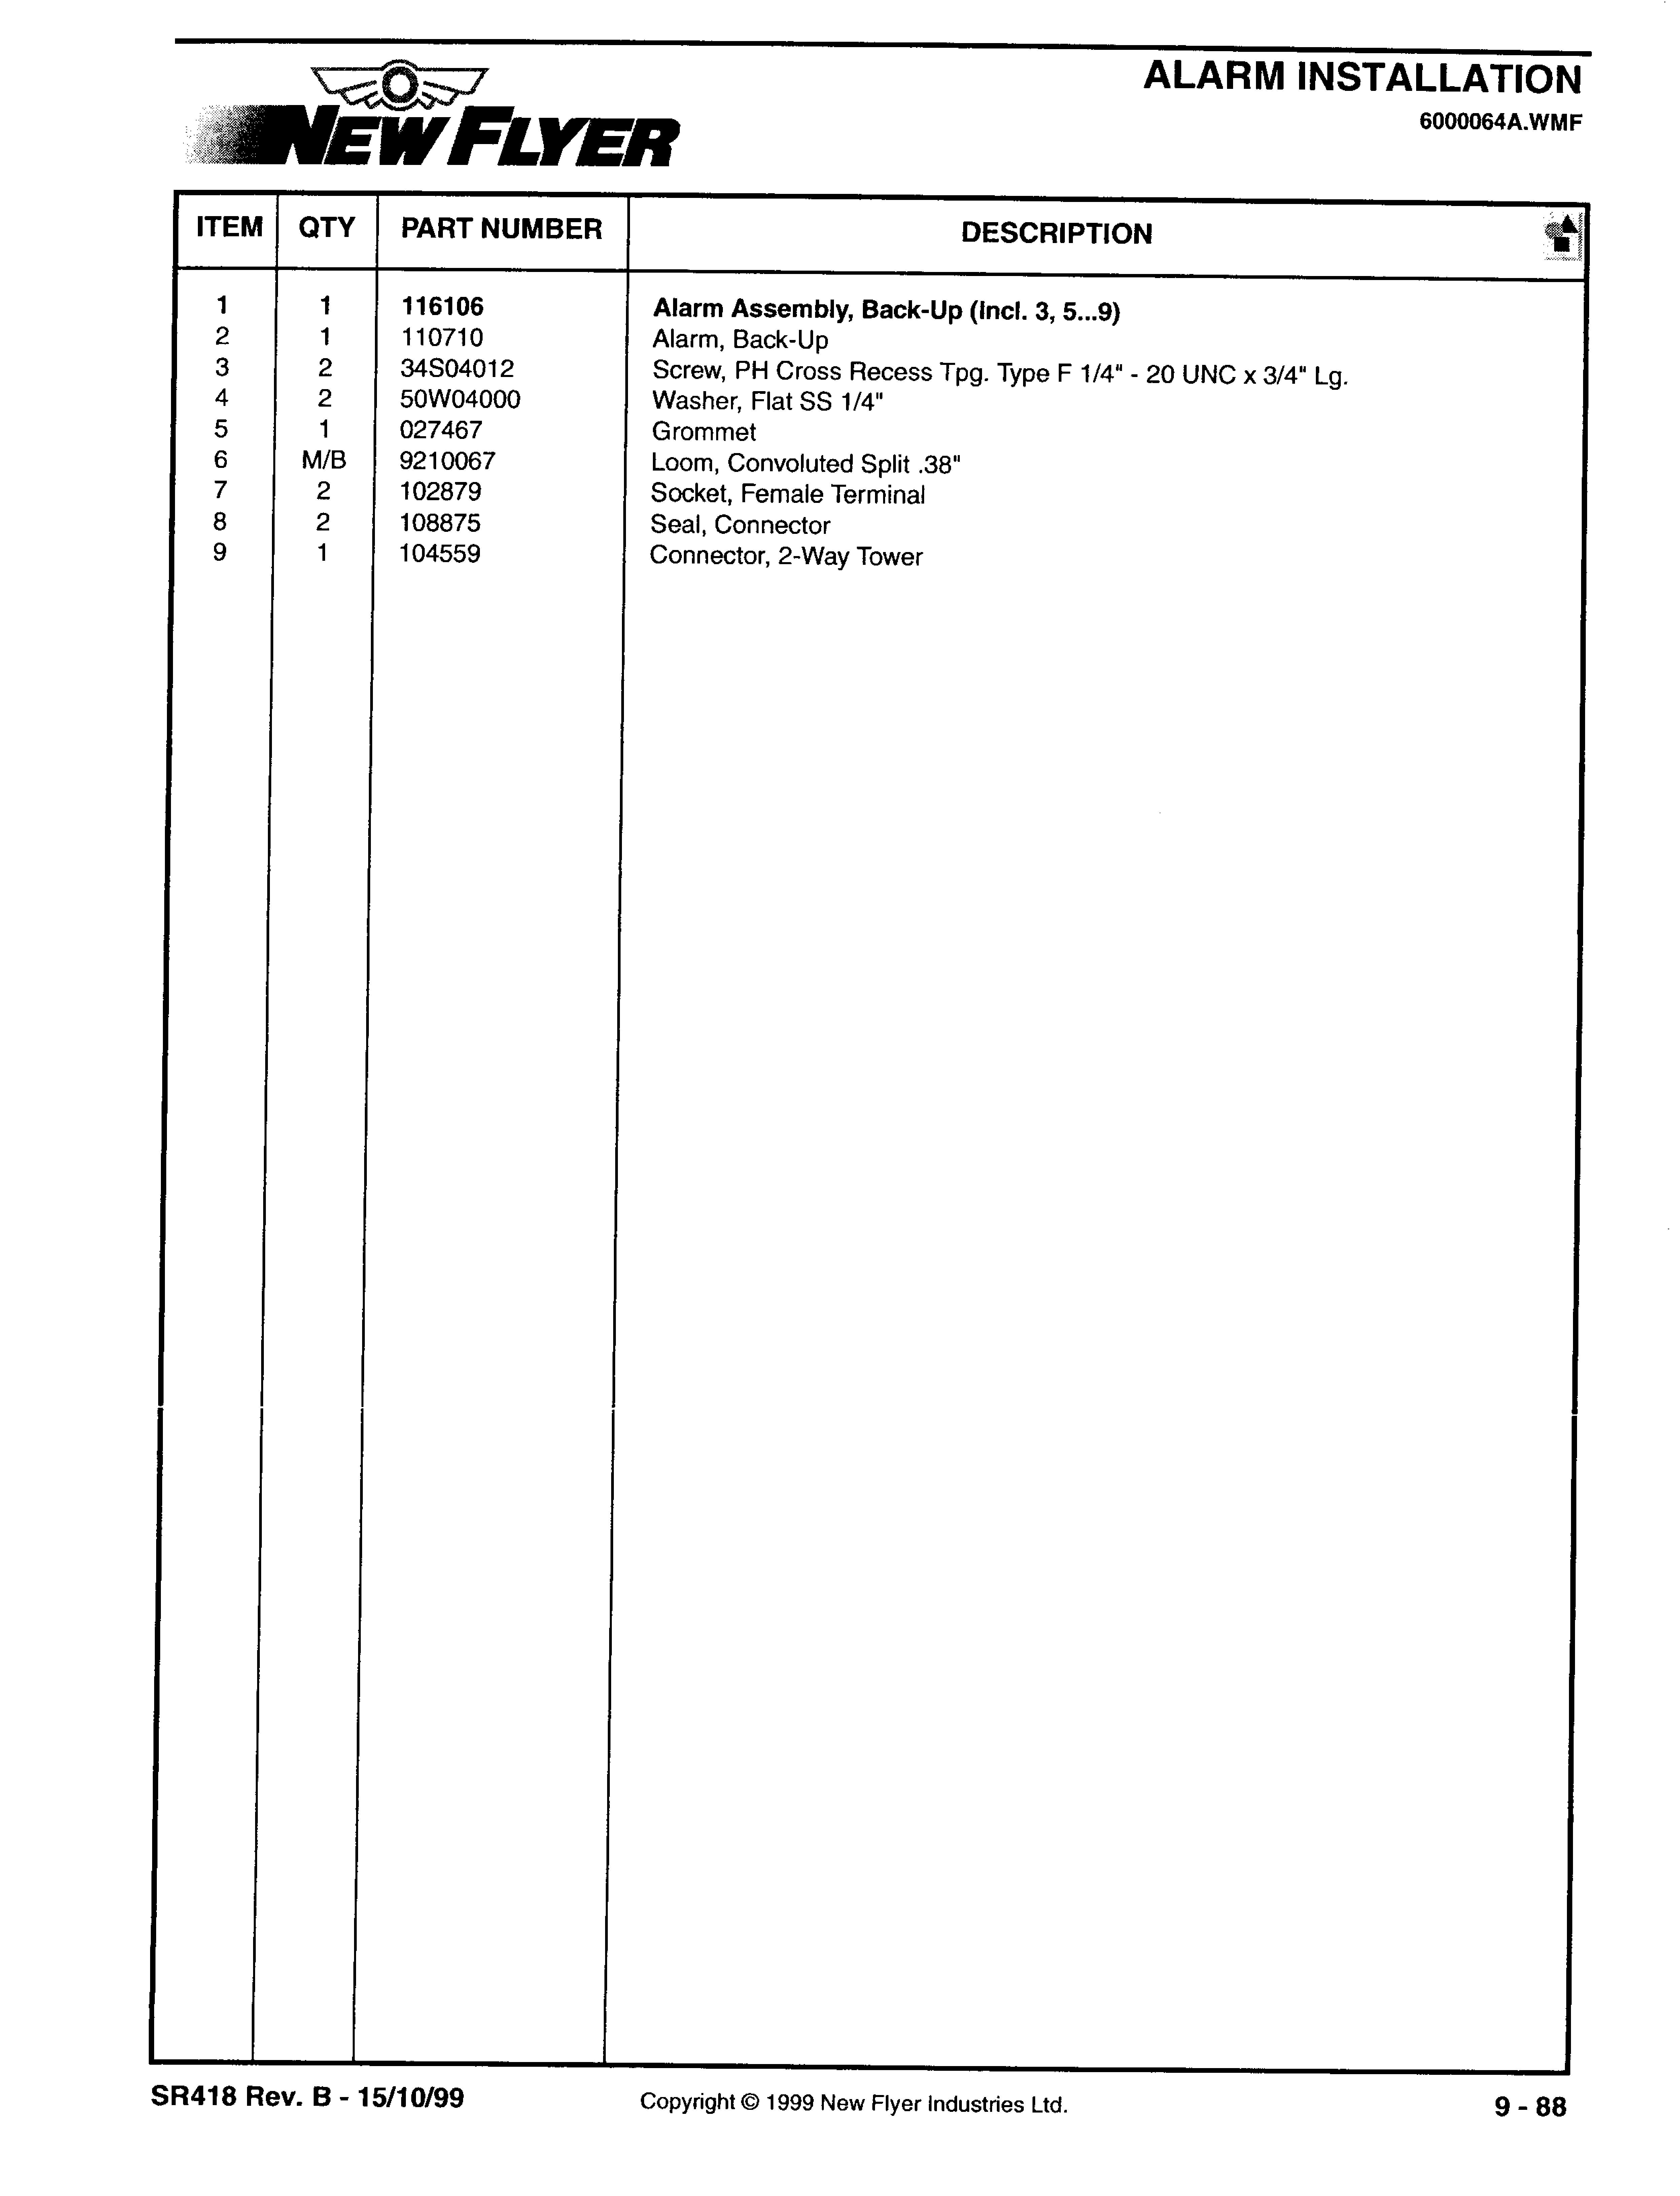 NEW FLYER
ALARM INSTALLATION
6000064A.WMF
ITEM QTY PART NUMBER DESCRIPTION
1 1 116106 Alarm Assembly, Back-Up (Incl. 3, 5...9)
2 1 110710 Alarm, Back-Up
3 2 34S04012 Screw, PH Cross Recess Tpg. Type F 1/4" - 20 UNC x 3/4" Lg.
4 2 50W04000 Washer, Flat SS 1/4"
5 1 027467 Grommet
6 M/B 9210067 Loom, Convoluted Split .38"
7 2 102879 Socket, Female Terminal
8 2 108875 Seal, Connector
9 1 104559 Connector, 2-Way Tower
SR418 Rev. B - 15/10/99 Copyright © 1999 New Flyer Industries Ltd. 9 - 88